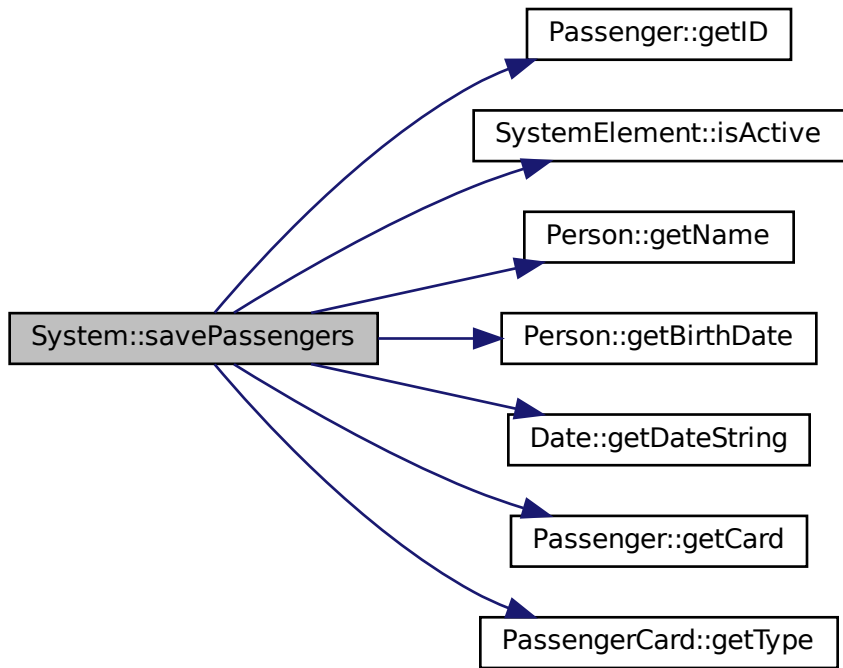 Passenger::getID
SystemElement::isActive
Person::getName
System::savePassengers
Person::getBirthDate
Date::getDateString
Passenger::getCard
PassengerCard::getType